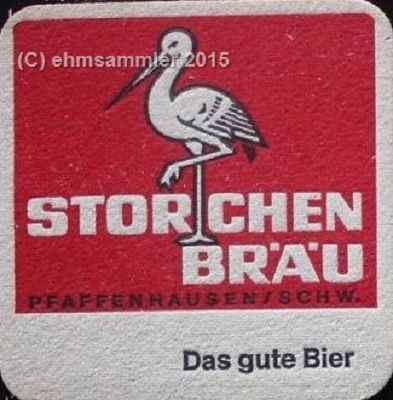 (C) ehmsammler 2015
STORCHEN
BRÄU
PFAFFENHAUSEN/SCHW.
Das gute Bier